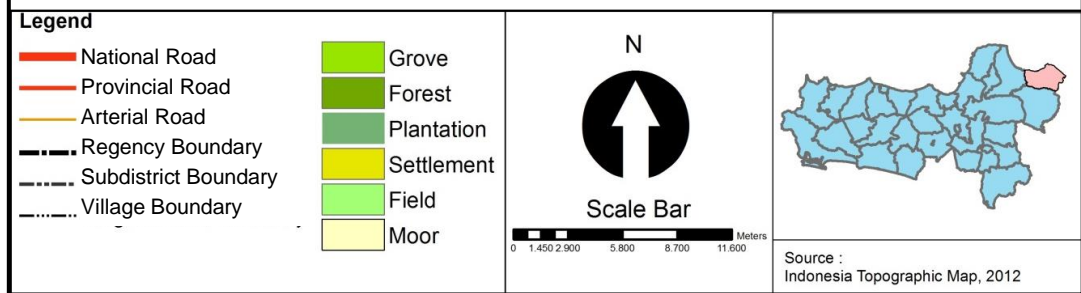 Legend
National Road
Provincial Road
Arterial Road
Regency Boundary
Subdistrict Boundary
Village Boundary
Grove
Forest
Plantation
Settlement
Field
Moor
N
Scale Bar
Meters
0 1.450 2.900 5.800 8.700 11.600
Source :
Indonesia Topographic Map, 2012